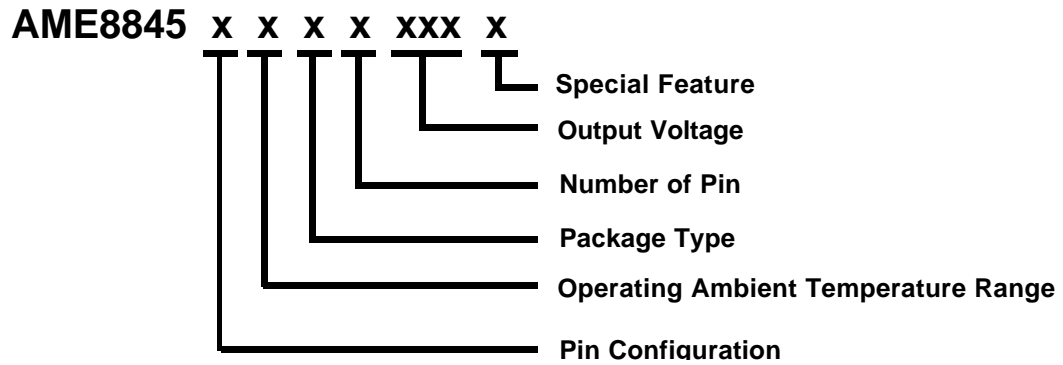 AME8845 x x x x xxx x
Special Feature
Output Voltage
Number of Pin
Package Type
Operating Ambient Temperature Range
Pin Configuration